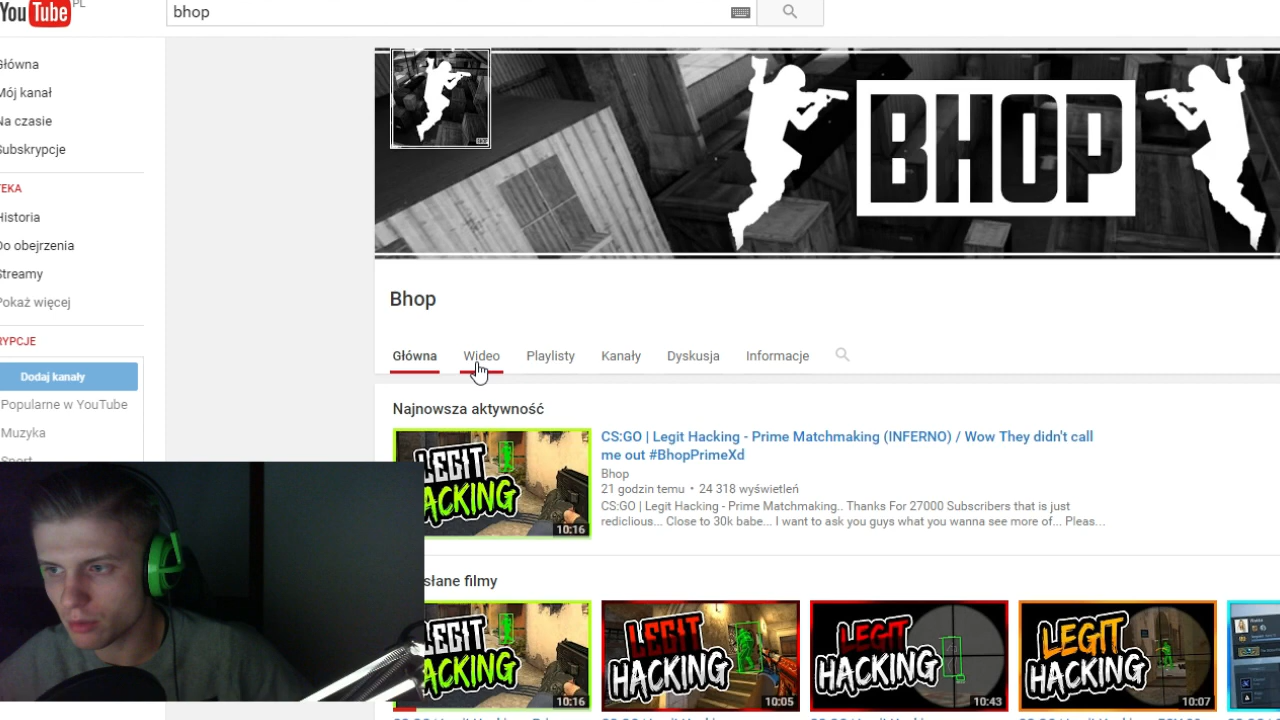 YouTube PL
bhop
Główna
Mój kanał
Na czasie
Subskrypcje
TEKA
Historia
Do obejrzenia
Streamy
Pokaż więcej
RYPCJE
Dodaj kanały
Popularne w YouTube
Muzyka
BHOP
Bhop
Główna
Wideo
Playlisty
Kanały
Dyskusja
Informacje
Najnowsza aktywność
LEGIT
HACKING
10:16
CS:GO | Legit Hacking - Prime Matchmaking (INFERNO) / Wow They didn't call
me out #BhopPrimeXd
Bhop
21 godzin temu • 24 318 wyświetleń
CS:GO | Legit Hacking - Prime Matchmaking.. Thanks For 27000 Subscribers that is just
rediclious... Close to 30k babe... I want to ask you guys what you wanna see more of... Pleas...
słane filmy
LEGIT
HACKING
10:16
LEGIT
HACKING
10:05
LEGIT
HACKING
10:43
LEGIT
HACKING
10:07